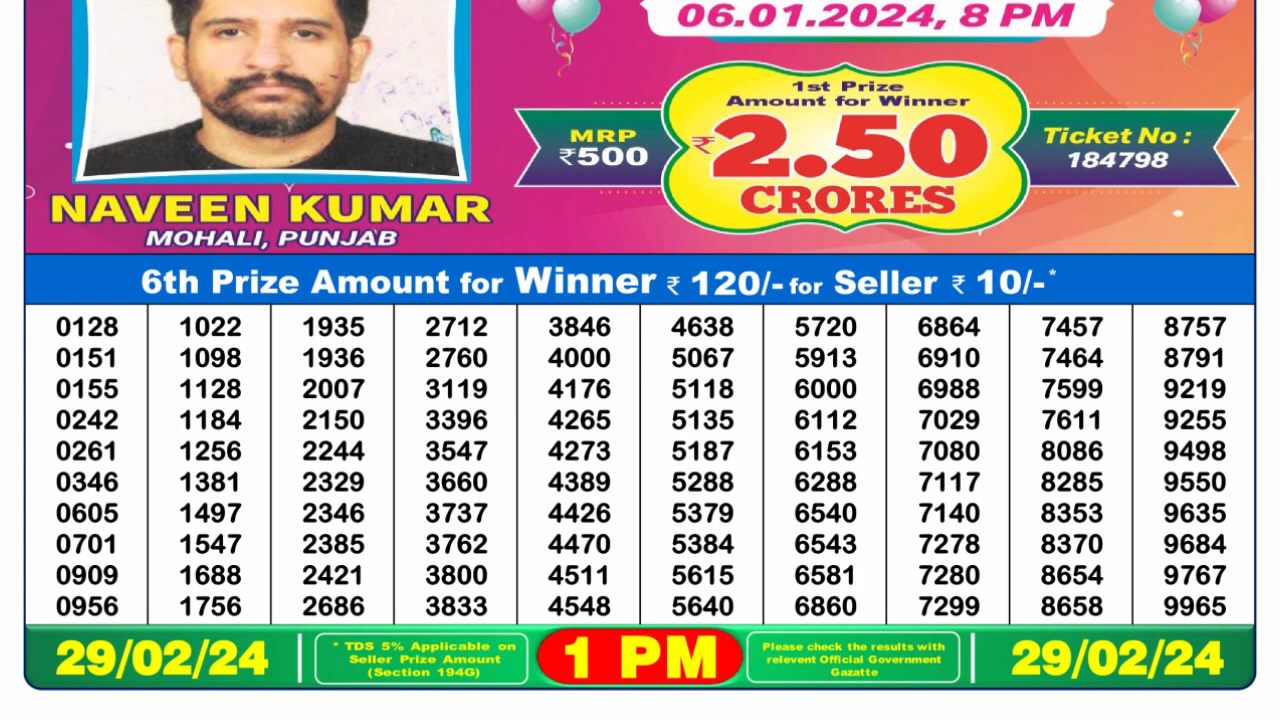 06.01.2024, 8 PM
1st Prize
Amount for Winner
MRP
₹500
₹2.50
CRORES
Ticket No :
184798
NAVEEN KUMAR
MOHALI, PUNJAB
6th Prize Amount for Winner ₹ 120/- for Seller ₹ 10/-*
0128 1022 1935 2712 3846 4638 5720 6864 7457 8757
0151 1098 1936 2760 4000 5067 5913 6910 7464 8791
0155 1128 2007 3119 4176 5118 6000 6988 7599 9219
0242 1184 2150 3396 4265 5135 6112 7029 7611 9255
0261 1256 2244 3547 4273 5187 6153 7080 8086 9498
0346 1381 2329 3660 4389 5288 6288 7117 8285 9550
0605 1497 2346 3737 4426 5379 6540 7140 8353 9635
0701 1547 2385 3762 4470 5384 6543 7278 8370 9684
0909 1688 2421 3800 4511 5615 6581 7280 8654 9767
0956 1756 2686 3833 4548 5640 6860 7299 8658 9965
29/02/24
* TDS 5% Applicable on
Seller Prize Amount
(Section 194G)
1 PM
Please check the results with
relevent Official Government
Gazatte
29/02/24